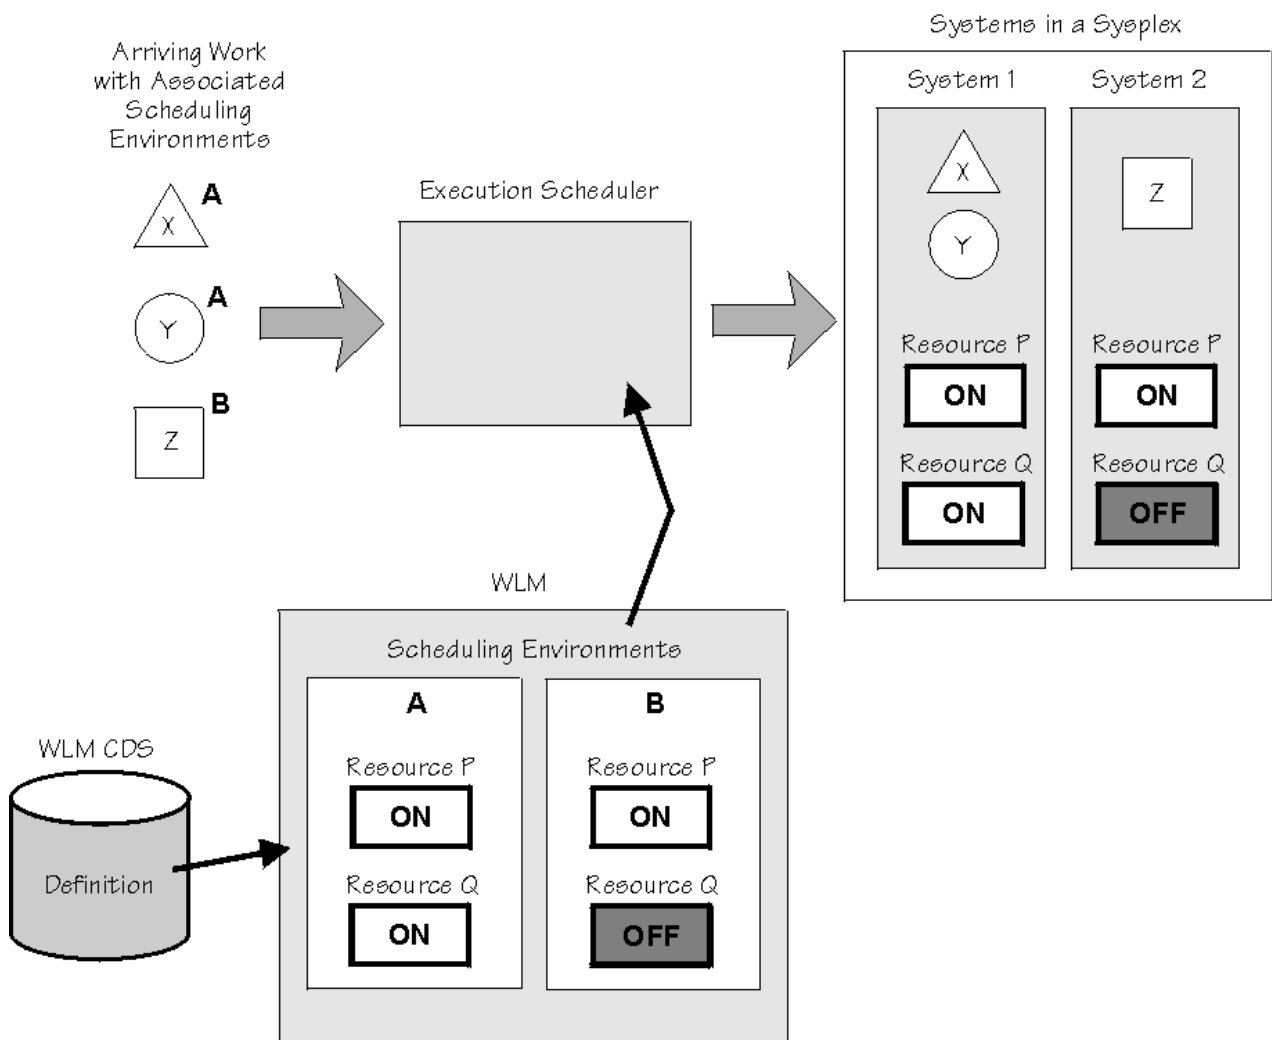 Systems in a Sysplex
Arriving Work
with Associated
Scheduling
Environments
System 1
System 2
X
A
Y
A
Z
B
Execution Scheduler
X
Y
Z
Resource P
ON
Resource P
ON
Resource Q
ON
Resource Q
OFF
WLM
Scheduling Environments
A
B
Resource P
ON
Resource P
ON
Resource Q
ON
Resource Q
OFF
WLM CDS
Definition